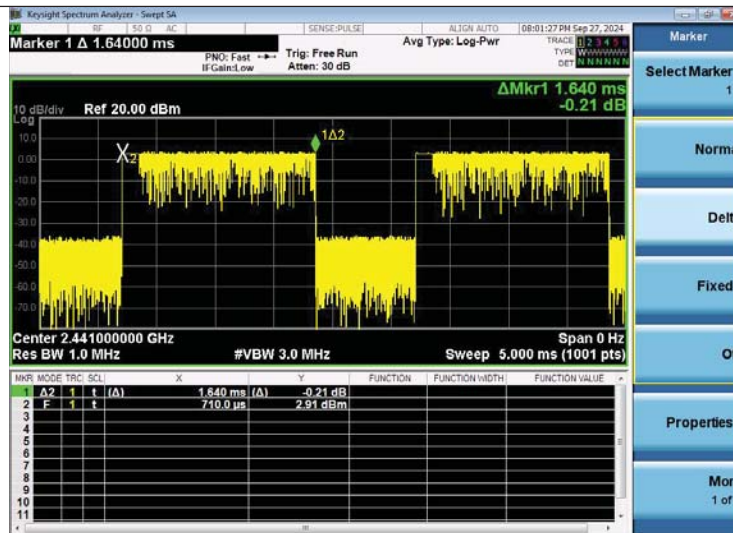 Keysight Spectrum Analyzer - Swept SA
RF 50 Ω AC SENSE:PULSE ALIGN AUTO 08:01:27 PM Sep 27, 2024
Marker 1 Δ 1.64000 ms
Avg Type: Log-Pwr
TRACE 1 2 3 4 5 6
PNO: Fast Trig: Free Run
TYPE
IFGain:Low Atten: 30 dB
DET N N N N N N
Marker
Select Marker
1
Delt
Fixed
Properties
1 of
ΔMkr1 1.640 ms
-0.21 dB
10 dB/div Ref 20.00 dBm
Log
10.0
0.00
-10.0
-20.0
-30.0
-40.0
-50.0
-60.0
-70.0
X2
1Δ2
Center 2.441000000 GHz Span 0 Hz
Res BW 1.0 MHz #VBW 3.0 MHz Sweep 5.000 ms (1001 pts)
MKR MODE TRC SCL X Y FUNCTION FUNCTION WIDTH FUNCTION VALUE
1 Δ2 1 t (Δ) 1.640 ms (Δ) -0.21 dB
2 F 1 t 710.0 µs 2.91 dBm
3
4
5
6
7
8
9
10
11